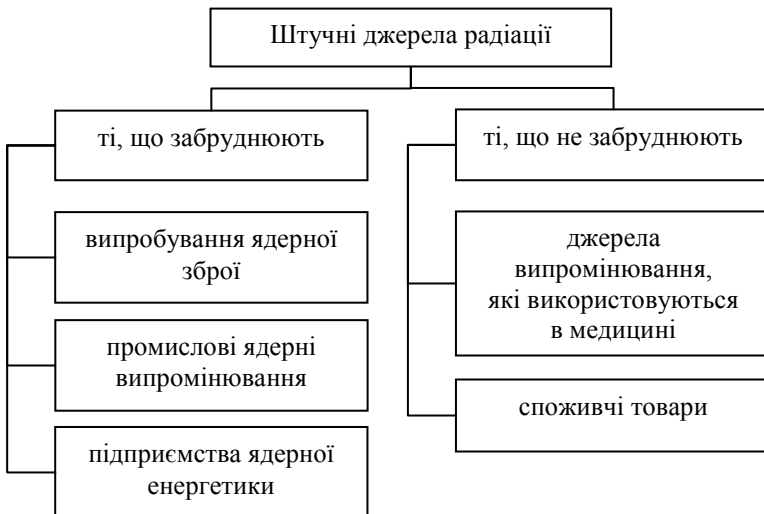 Штучні джерела радіації
ті, що забруднюють
випробування ядерної
зброї
промислові ядерні
випромінювання
підприємства ядерної
енергетики
ті, що не забруднюють
джерела
випромінювання,
які використовуються
в медицині
споживчі товари